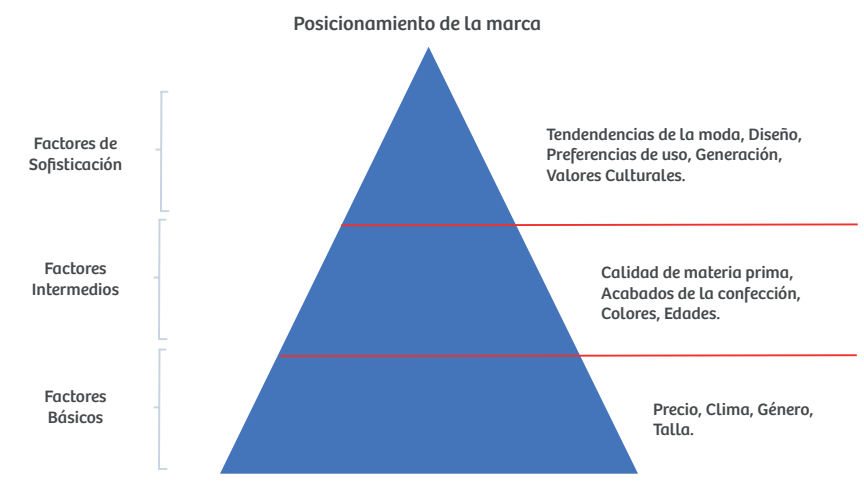 Posicionamiento de la marca
Factores de
Sofisticación
Tendendencias de la moda, Diseño,
Preferencias de uso, Generación,
Valores Culturales.
Factores
Intermedios
Calidad de materia prima,
Acabados de la confección,
Colores, Edades.
Factores
Básicos
Precio, Clima, Género,
Talla.